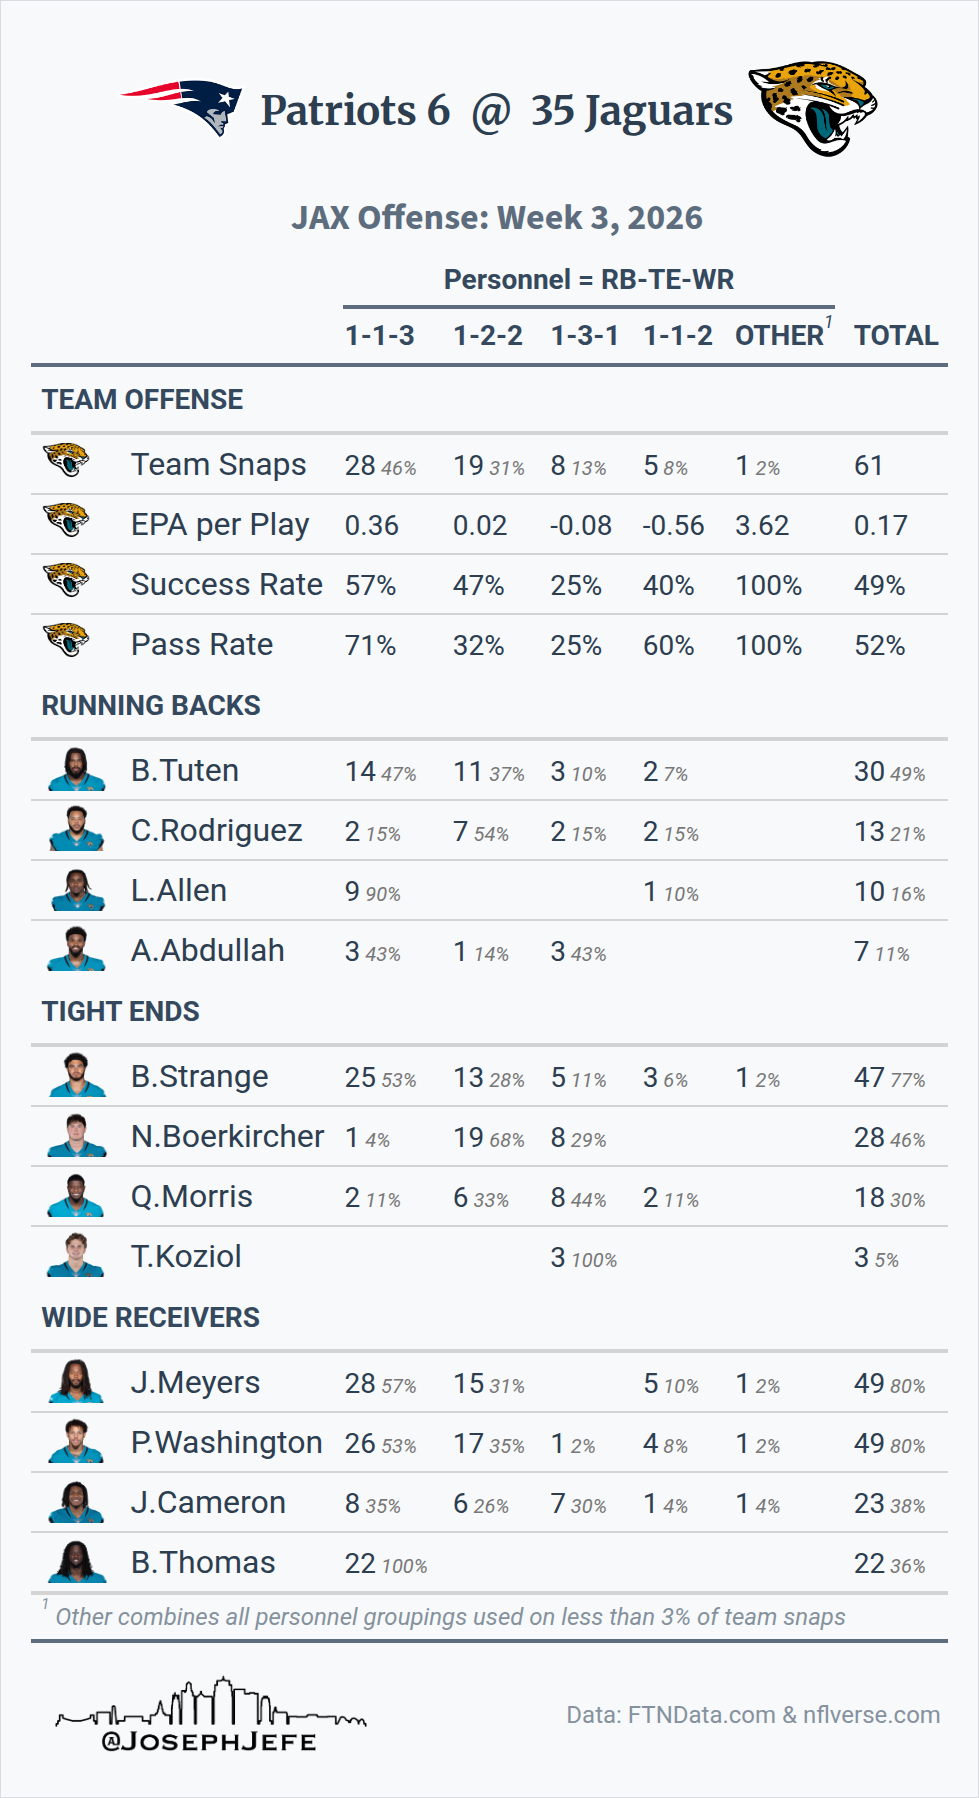 Patriots 6 @ 35 Jaguars
JAX Offense: Week 3, 2026
Personnel = RB-TE-WR
1-1-3 1-2-2 1-3-1 1-1-2 OTHER1 TOTAL
TEAM OFFENSE
Team Snaps 28 46% 19 31% 8 13% 5 8% 1 2% 61
EPA per Play 0.36 0.02 -0.08 -0.56 3.62 0.17
Success Rate 57% 47% 25% 40% 100% 49%
Pass Rate 71% 32% 25% 60% 100% 52%
RUNNING BACKS
B.Tuten 14 47% 11 37% 3 10% 2 7% 30 49%
C.Rodriguez 2 15% 7 54% 2 15% 2 15% 13 21%
L.Allen 9 90% 1 10% 10 16%
A.Abdullah 3 43% 1 14% 3 43% 7 11%
TIGHT ENDS
B.Strange 25 53% 13 28% 5 11% 3 6% 1 2% 47 77%
N.Boerkircher 1 4% 19 68% 8 29% 28 46%
Q.Morris 2 11% 6 33% 8 44% 2 11% 18 30%
T.Koziol 3 100% 3 5%
WIDE RECEIVERS
J.Meyers 28 57% 15 31% 5 10% 1 2% 49 80%
P.Washington 26 53% 17 35% 1 2% 4 8% 1 2% 49 80%
J.Cameron 8 35% 6 26% 7 30% 1 4% 1 4% 23 38%
B.Thomas 22 100% 22 36%
1 Other combines all personnel groupings used on less than 3% of team snaps
@JOSEPHJEFE
Data: FTNData.com & nflverse.com